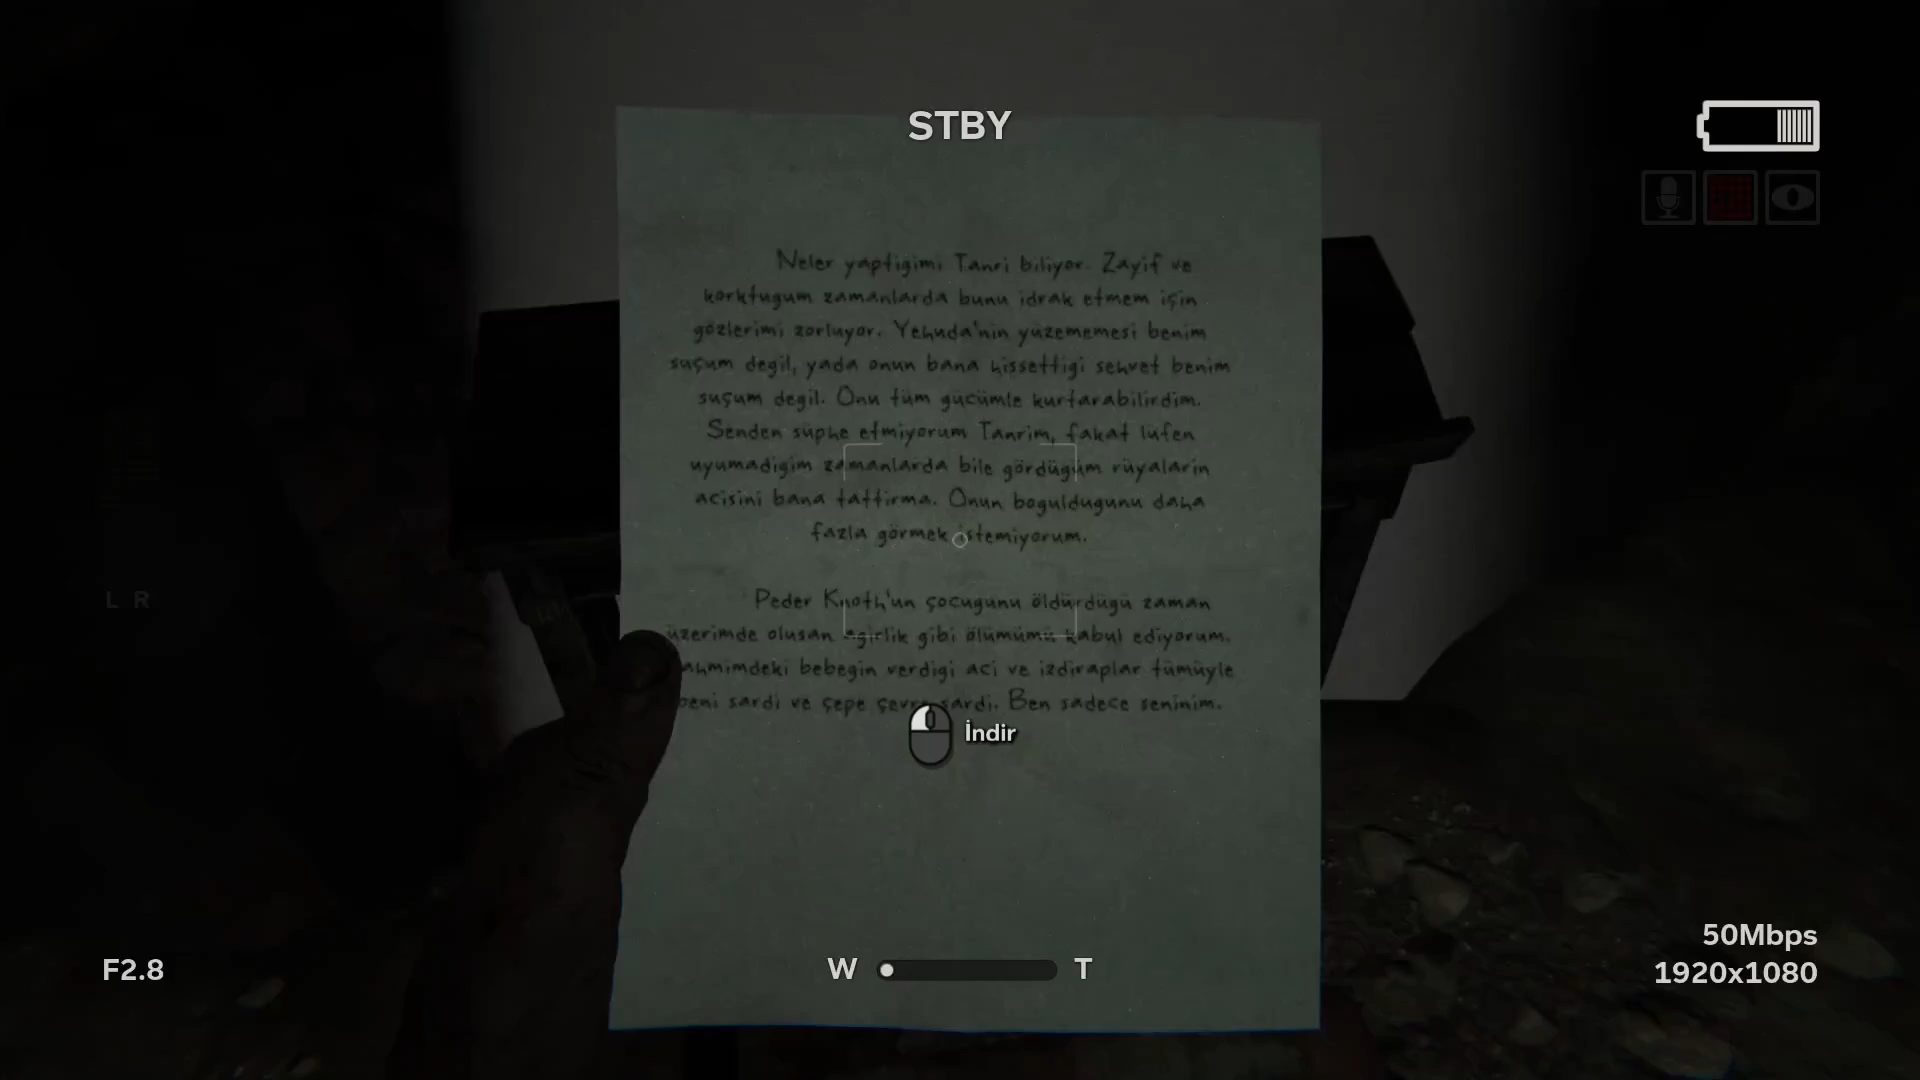 STBY
Neler yaptigimi Tanri biliyor. Zayif ve
korktugum zamanlarda bunu idrak etmem için
gözlerimi zorluyor. Yehuda'nin yüzememesi benim
suçum degil, yada onun bana hissettigi sehvet benim
suçum degil. Onu tüm gücümle kurtarabilirdim.
Senden süphe etmiyorum Tanrim, fakat lüfen
uyumadigim zamanlarda bile gördügüm rüyalarin
acisini bana tattirma. Onun boguldugunu daha
fazla görmek istemiyorum.
Peder Knoth'un çocugunu öldürdügü zaman
üzerimde olusan agirlik gibi ölümümü kabul ediyorum.
ahmimdeki bebegin verdigi aci ve izdiraplar tümüyle
beni sardi ve çepe çevre sardi. Ben sadece seninim.
İndir
L R
F2.8
W T
50Mbps
1920x1080